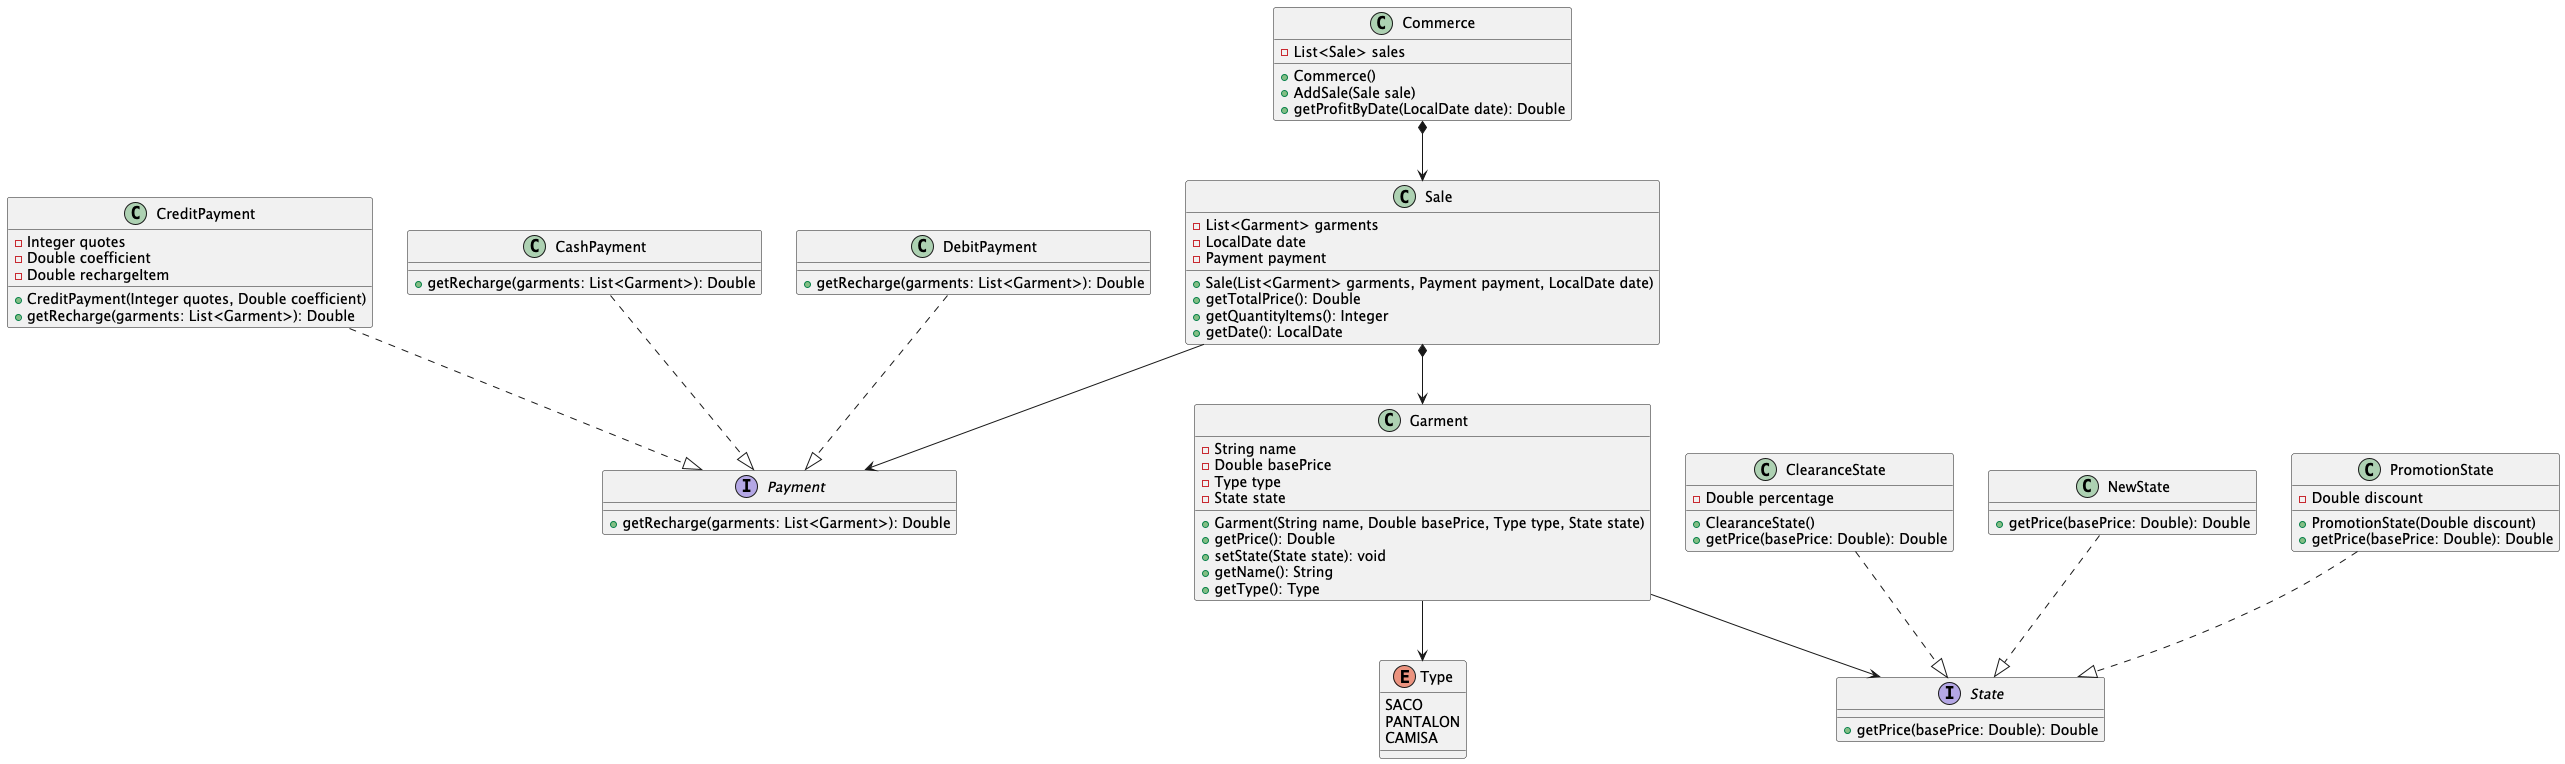 C Commerce
List<Sale> sales
Commerce()
AddSale(Sale sale)
getProfitByDate(LocalDate date): Double
C Sale
List<Garment> garments
LocalDate date
Payment payment
Sale(List<Garment> garments, Payment payment, LocalDate date)
getTotalPrice(): Double
getQuantityItems(): Integer
getDate(): LocalDate
C CreditPayment
Integer quotes
Double coefficient
Double rechargeItem
CreditPayment(Integer quotes, Double coefficient)
getRecharge(garments: List<Garment>): Double
C CashPayment
getRecharge(garments: List<Garment>): Double
C DebitPayment
getRecharge(garments: List<Garment>): Double
I Payment
getRecharge(garments: List<Garment>): Double
C Garment
String name
Double basePrice
Type type
State state
Garment(String name, Double basePrice, Type type, State state)
getPrice(): Double
setState(State state): void
getName(): String
getType(): Type
C ClearanceState
Double percentage
ClearanceState()
getPrice(basePrice: Double): Double
C NewState
getPrice(basePrice: Double): Double
C PromotionState
Double discount
PromotionState(Double discount)
getPrice(basePrice: Double): Double
E Type
SACO
PANTALON
CAMISA
I State
getPrice(basePrice: Double): Double